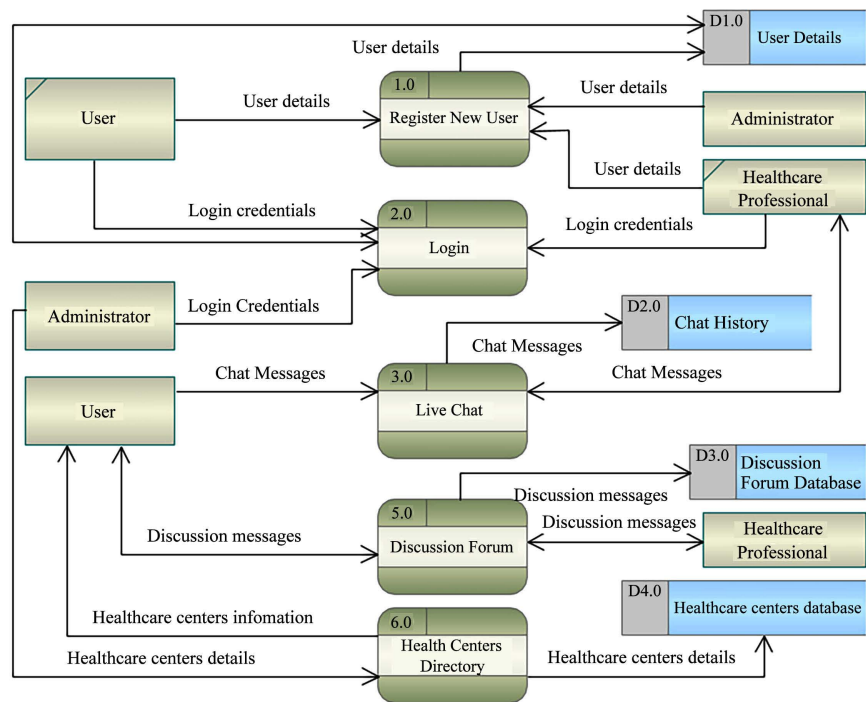 D1.0
User Details
User details
1.0
User
User details
Register New User
User details
Administrator
User details
Healthcare
Professional
Login credentials
2.0
Login credentials
Login
Administrator
Login Credentials
D2.0
Chat History
Chat Messages
Chat Messages
3.0
Chat Messages
User
Live Chat
D3.0
Discussion
Forum Database
Discussion messages
5.0
Discussion messages
Discussion messages
Discussion Forum
Healthcare
Professional
D4.0
Healthcare centers database
Healthcare centers infomation
6.0
Health Centers
Directory
Healthcare centers details
Healthcare centers details